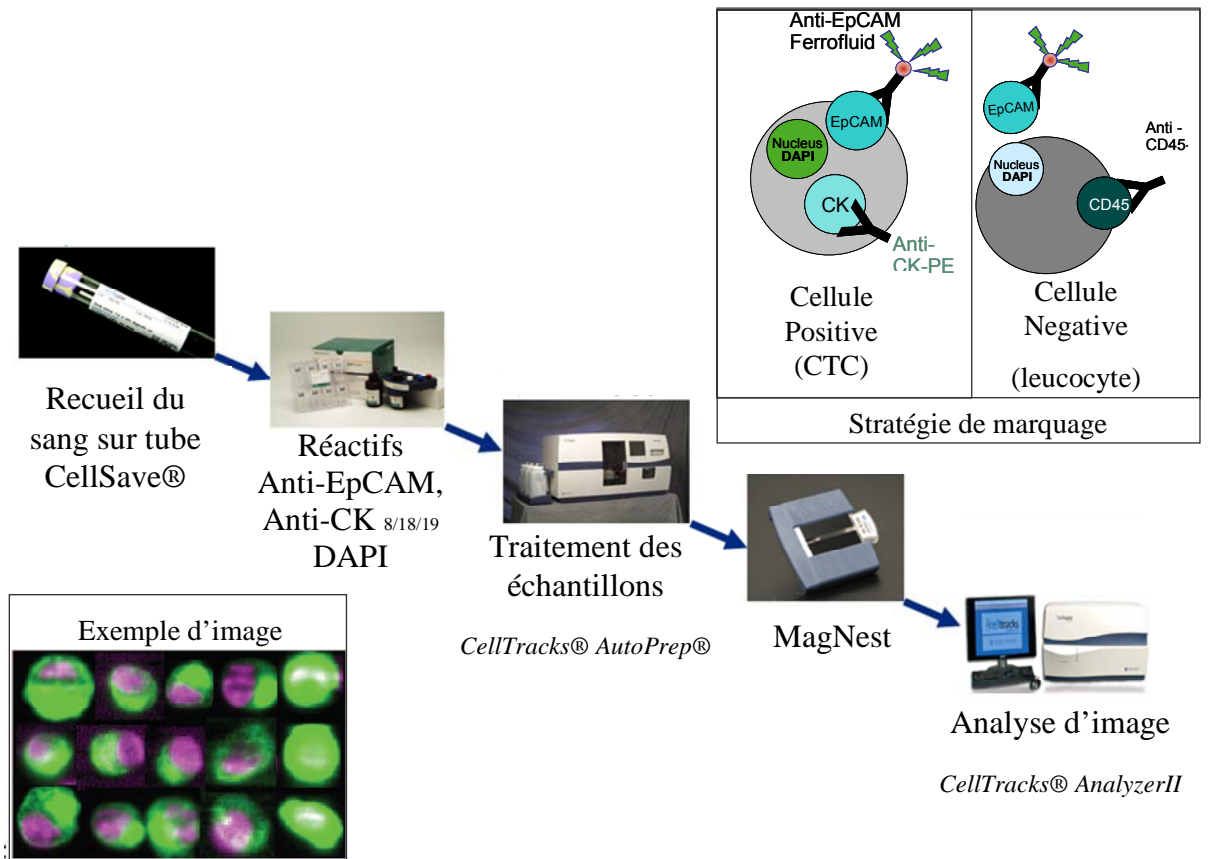 Anti-EpCAM
Ferrofluid
EpCAM
Nucleus
DAPI
CK
Anti-
CK-PE
Cellule
Positive
(CTC)
EpCAM
Anti -
CD45-
Nucleus
DAPI
CD45
Cellule
Negative
(leucocyte)
Stratégie de marquage
Recueil du
sang sur tube
CellSave®
Réactifs
Anti-EpCAM,
Anti-CK 8/18/19
DAPI
Traitement des
échantillons
CellTracks® AutoPrep®
MagNest
Analyse d’image
CellTracks® AnalyzerII
Exemple d’image